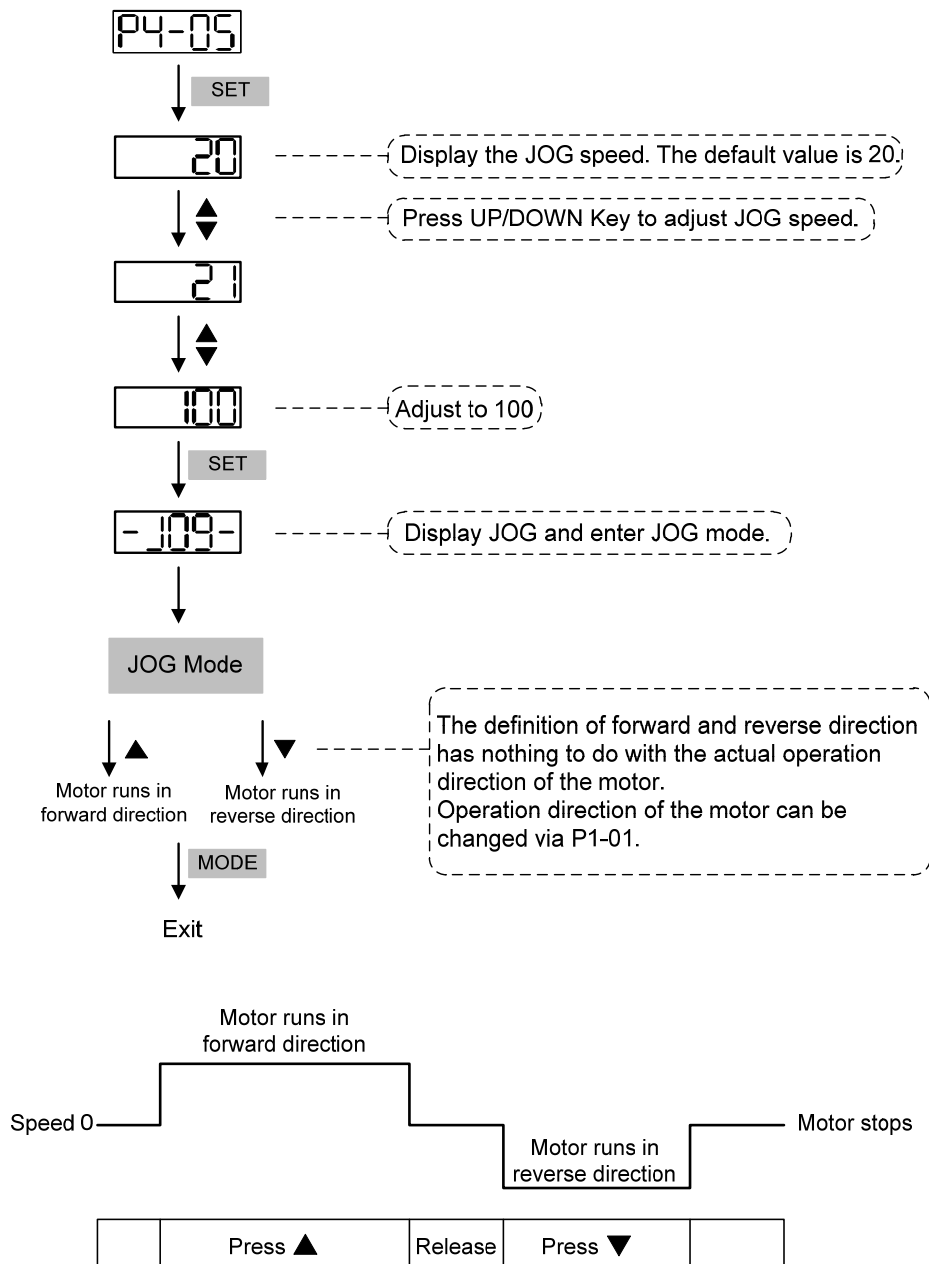 P4-05
SET
20
Display the JOG speed. The default value is 20.
Press UP/DOWN Key to adjust JOG speed.
21
100
Adjust to 100
SET
-JOG-
Display JOG and enter JOG mode.
JOG Mode
The definition of forward and reverse direction
has nothing to do with the actual operation
direction of the motor.
Operation direction of the motor can be
changed via P1-01.
Motor runs in
forward direction
Motor runs in
reverse direction
MODE
Exit
Motor runs in
forward direction
Speed 0
Motor stops
Motor runs in
reverse direction
Press ▲
Release
Press ▼